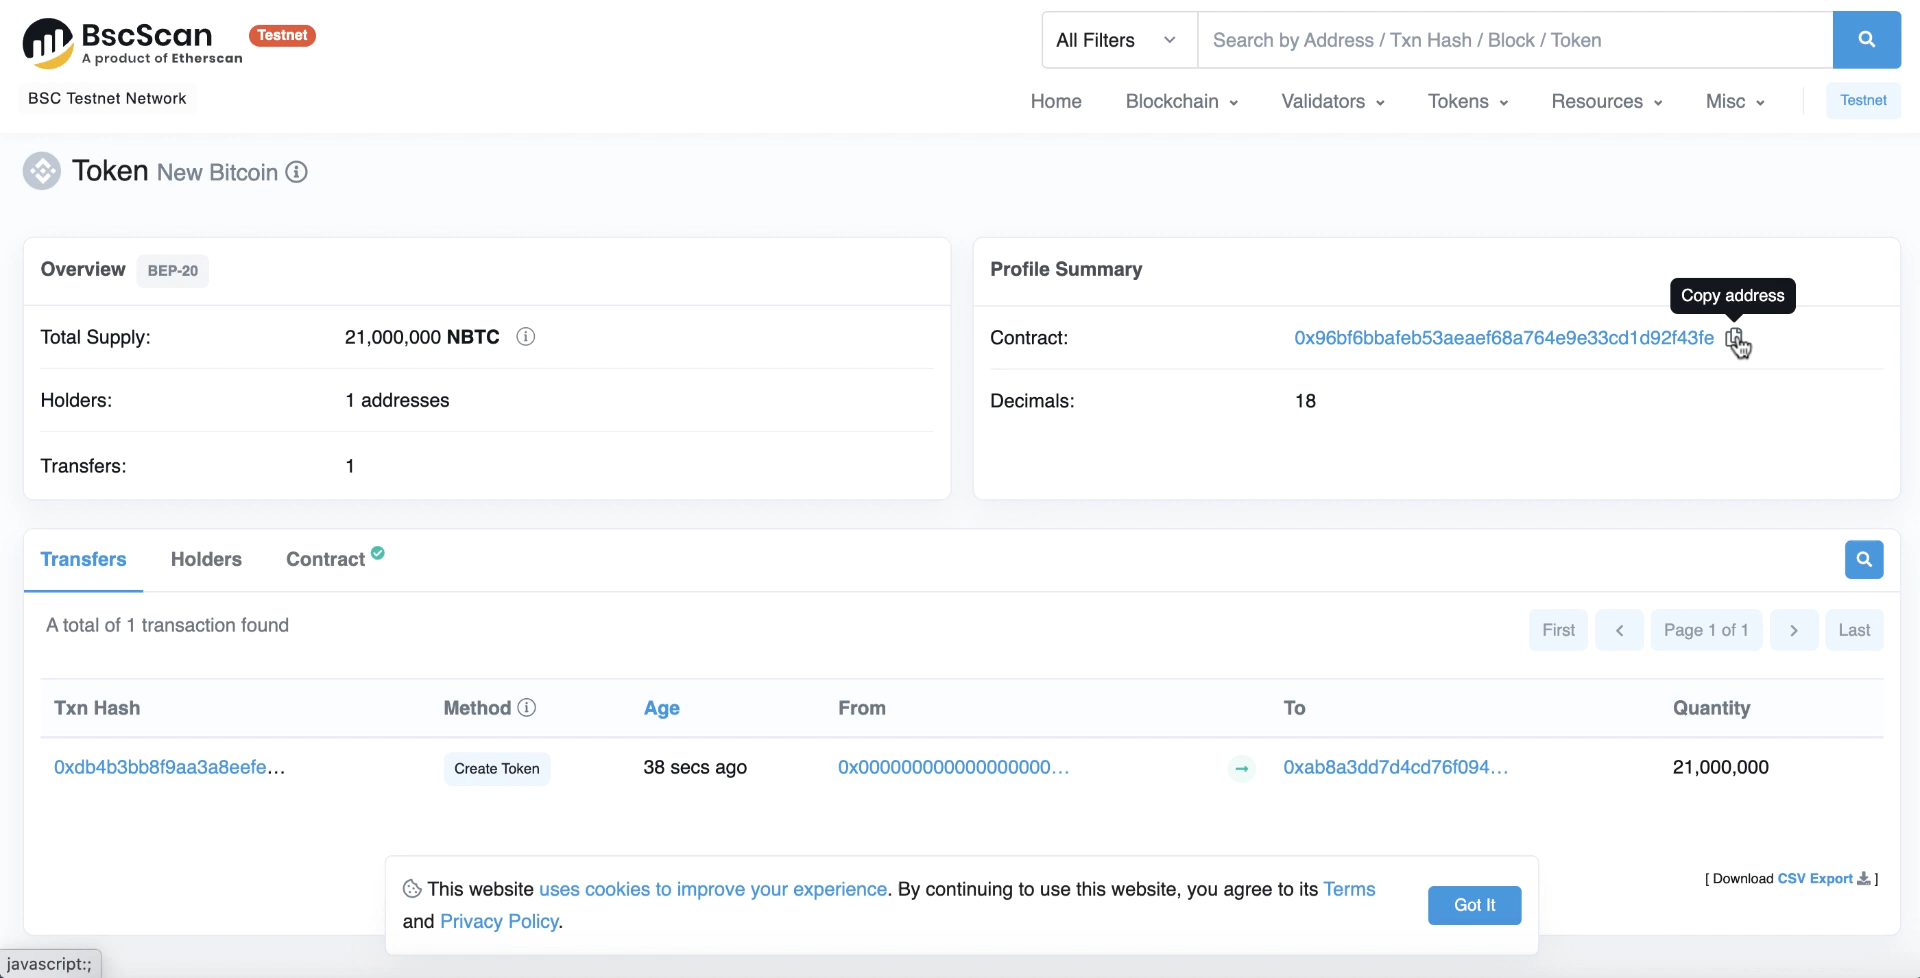 BscScan Testnet
A product of Etherscan
BSC Testnet Network
All Filters Search by Address / Txn Hash / Block / Token
Home Blockchain Validators Tokens Resources Misc Testnet
Token New Bitcoin
Overview BEP-20
Total Supply: 21,000,000 NBTC
Holders: 1 addresses
Transfers: 1
Profile Summary
Copy address
Contract: 0x96bf6bbafeb53aeaef68a764e9e33cd1d92f43fe
Decimals: 18
Transfers Holders Contract
A total of 1 transaction found
First Page 1 of 1 Last
Txn Hash Method Age From To Quantity
0xdb4b3bb8f9aa3a8eefe... Create Token 38 secs ago 0x000000000000000000... 0xab8a3dd7d4cd76f094... 21,000,000
[ Download CSV Export ]
This website uses cookies to improve your experience. By continuing to use this website, you agree to its Terms
and Privacy Policy.
Got It
javascript:;